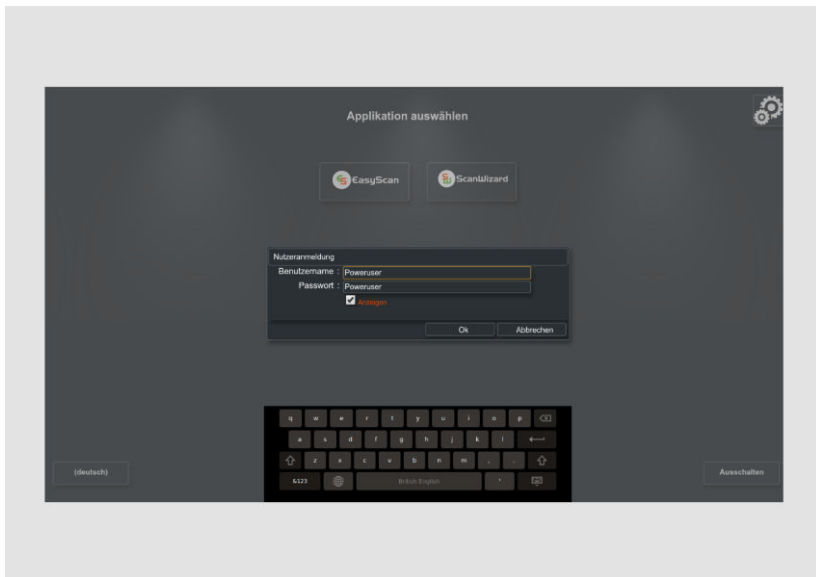 Applikation auswählen
EasyScan
ScanWizard
Nutzeranmeldung
Benutzername : Poweruser
Passwort : Poweruser
Anzeigen
Ok Abbrechen
q w e r t y u i o p
a s d f g h j k l
z x c v b n m , .
&123 British English '
(deutsch)
Ausschalten